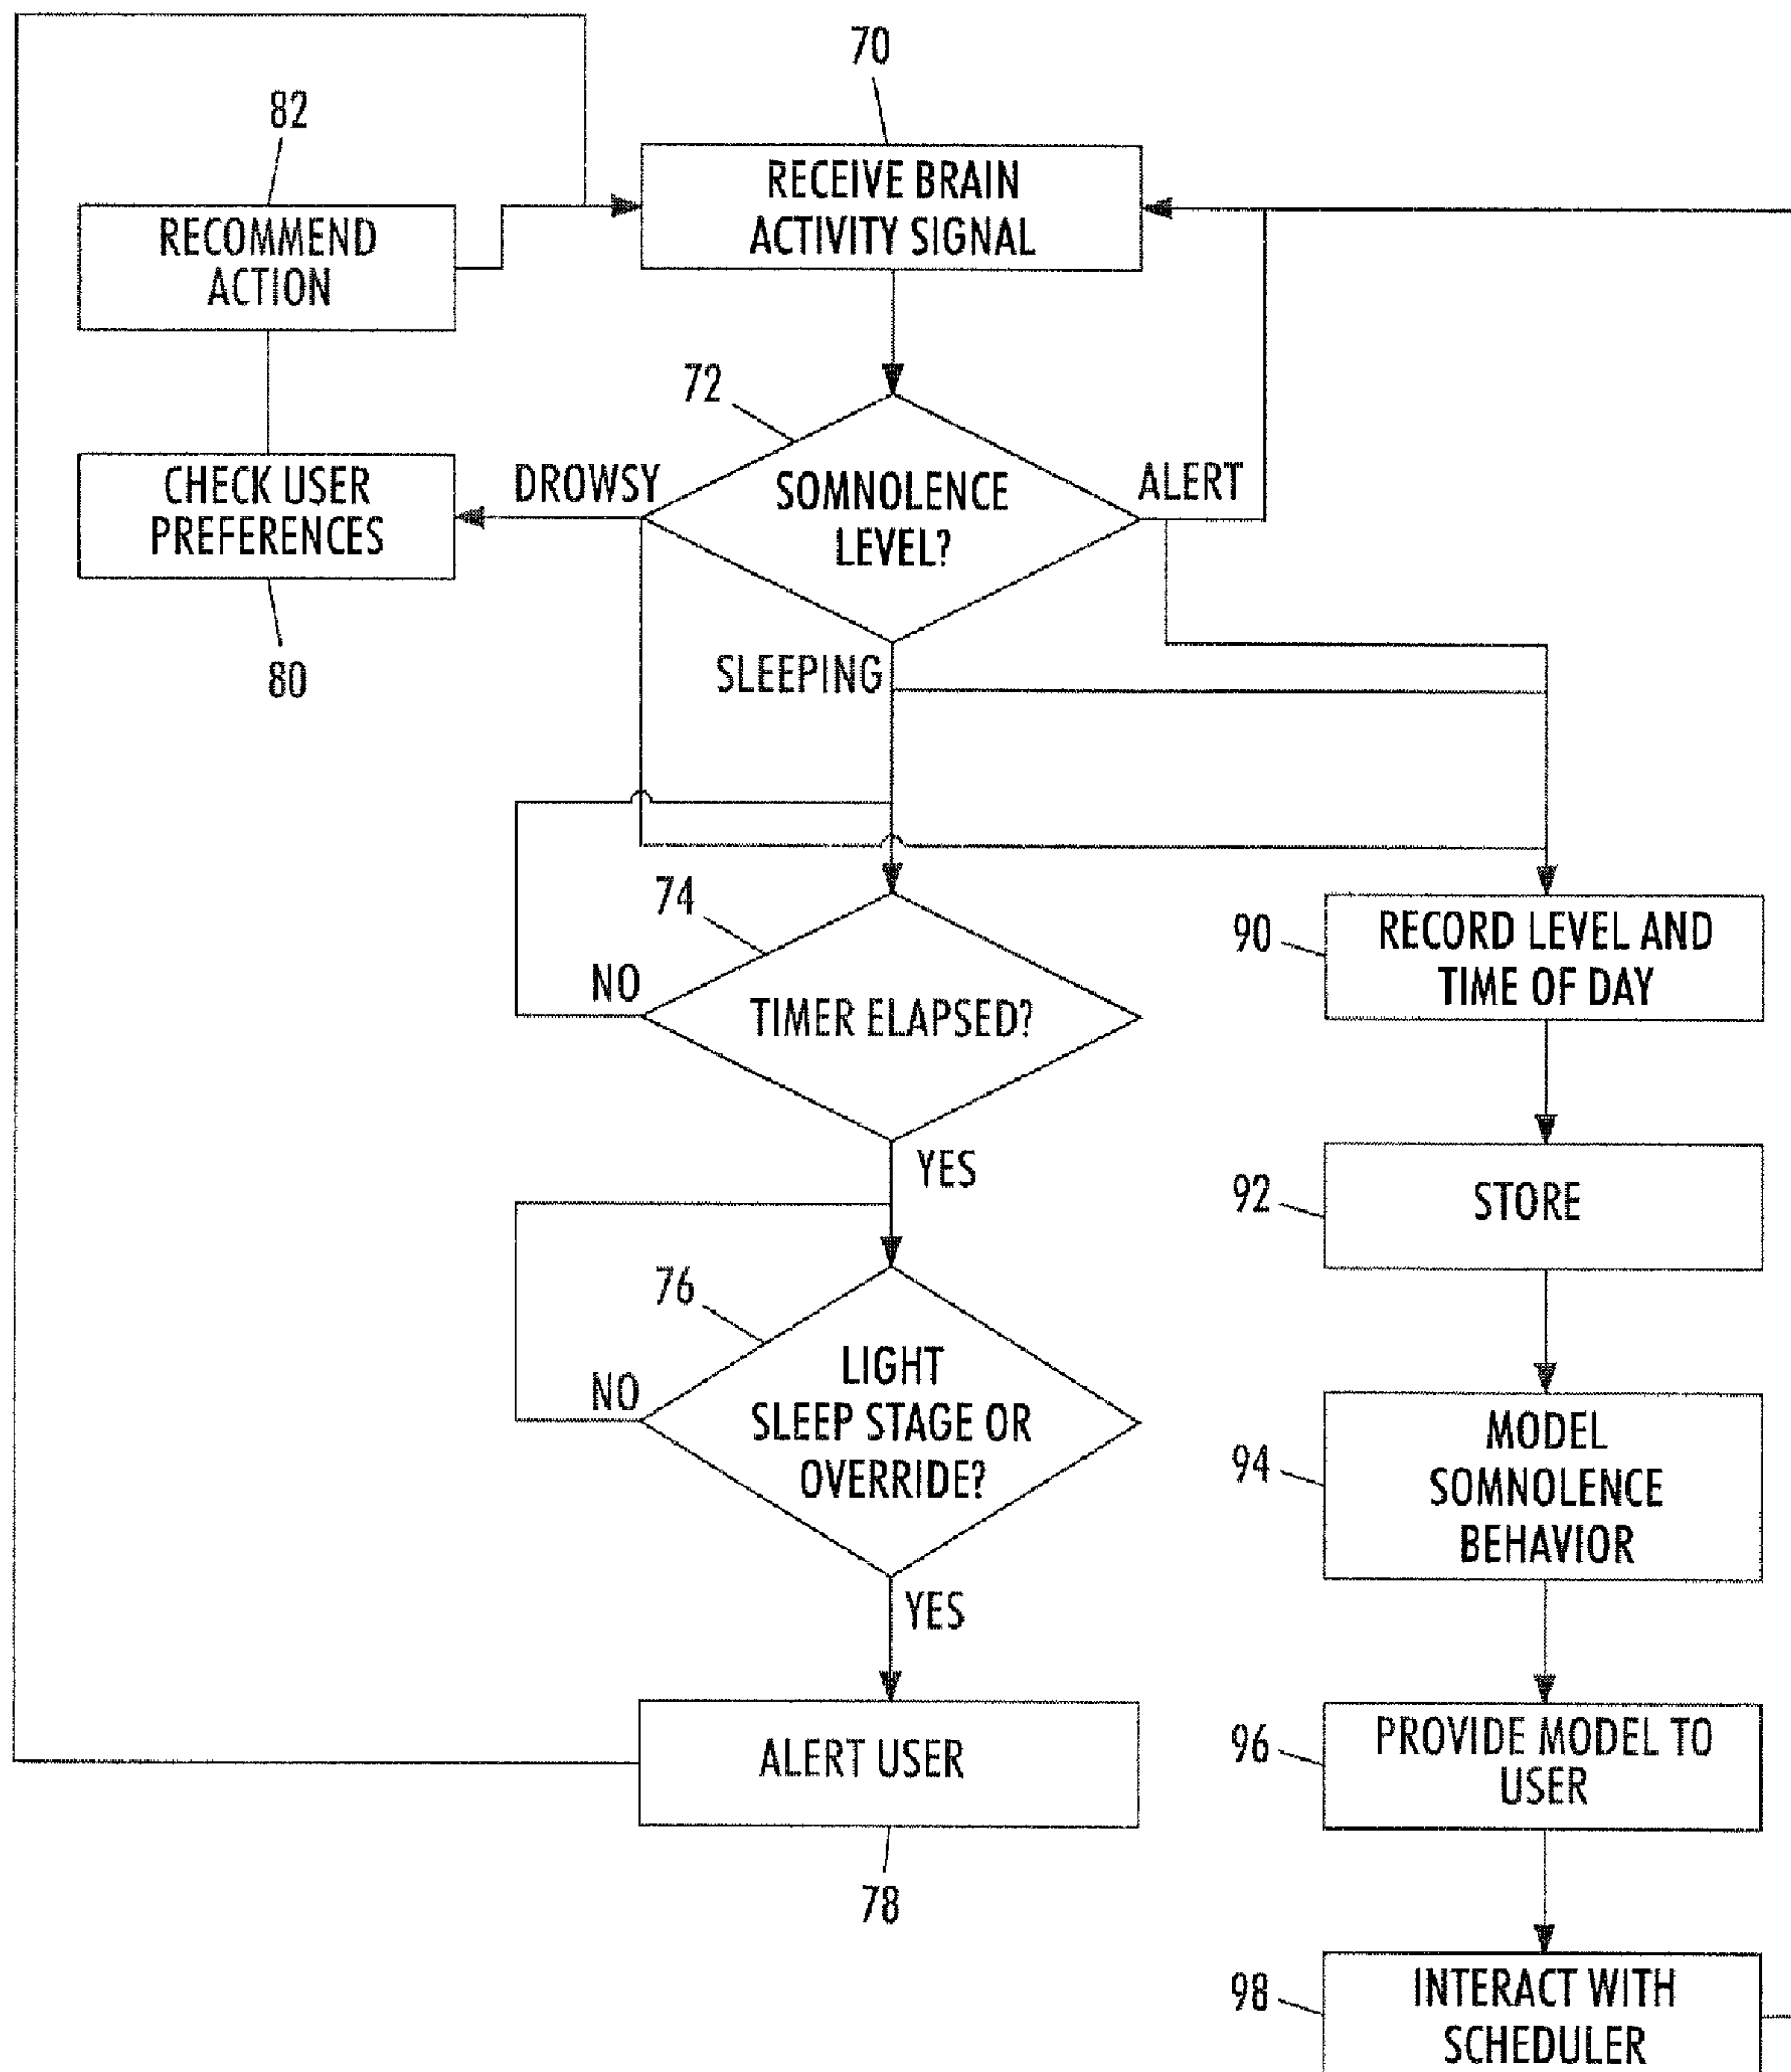 70
82
RECEIVE BRAIN
ACTIVITY SIGNAL
RECOMMEND
ACTION
72
DROWSY
SOMNOLENCE
LEVEL?
ALERT
CHECK USER
PREFERENCES
80
SLEEPING
74
NO
TIMER ELAPSED?
YES
90
RECORD LEVEL AND
TIME OF DAY
92
STORE
76
NO
LIGHT
SLEEP STAGE OR
OVERRIDE?
YES
94
MODEL
SOMNOLENCE
BEHAVIOR
ALERT USER
78
96
PROVIDE MODEL TO
USER
98
INTERACT WITH
SCHEDULER